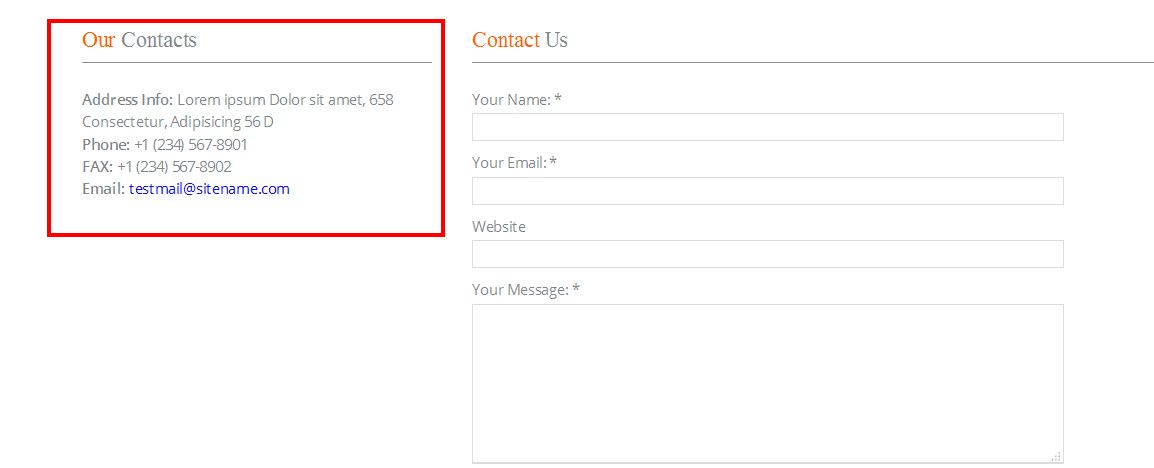 Our Contacts
Address Info: Lorem ipsum Dolor sit amet, 658
Consectetur, Adipisicing 56 D
Phone: +1 (234) 567-8901
FAX: +1 (234) 567-8902
Email: testmail@sitename.com
Contact Us
Your Name: *
Your Email: *
Website
Your Message: *